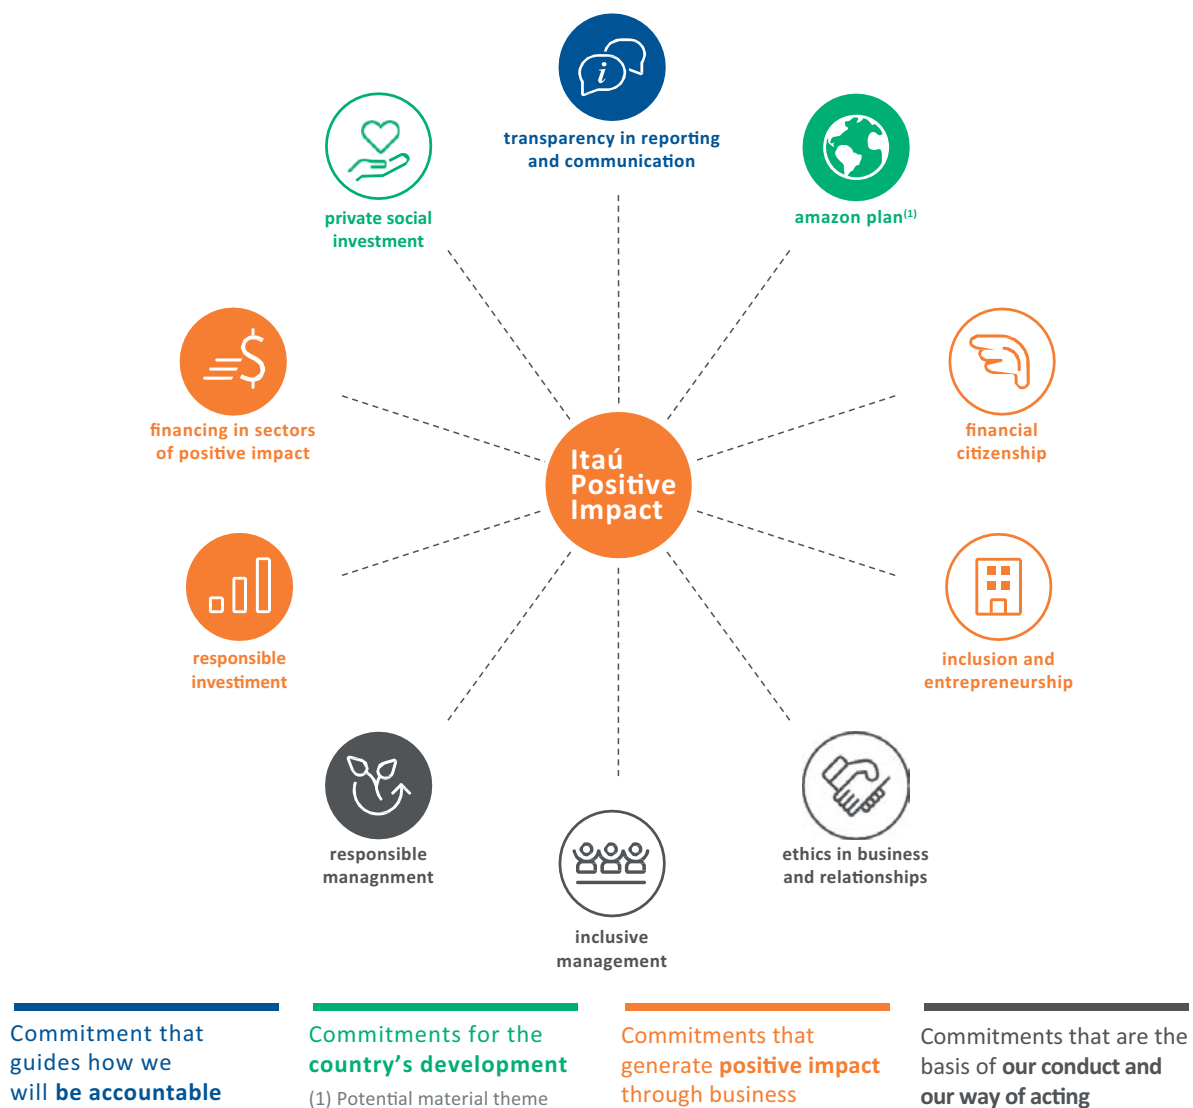 i
transparency in reporting
and communication
private social
investment
amazon plan(1)
$
financing in sectors
of positive impact
financial
citizenship
Itaú
Positive
Impact
responsible
investiment
inclusion and
entrepreneurship
responsible
managnment
ethics in business
and relationships
inclusive
management
Commitment that
guides how we
will be accountable
Commitments for the
country's development
(1) Potential material theme
Commitments that
generate positive impact
through business
Commitments that are the
basis of our conduct and
our way of acting